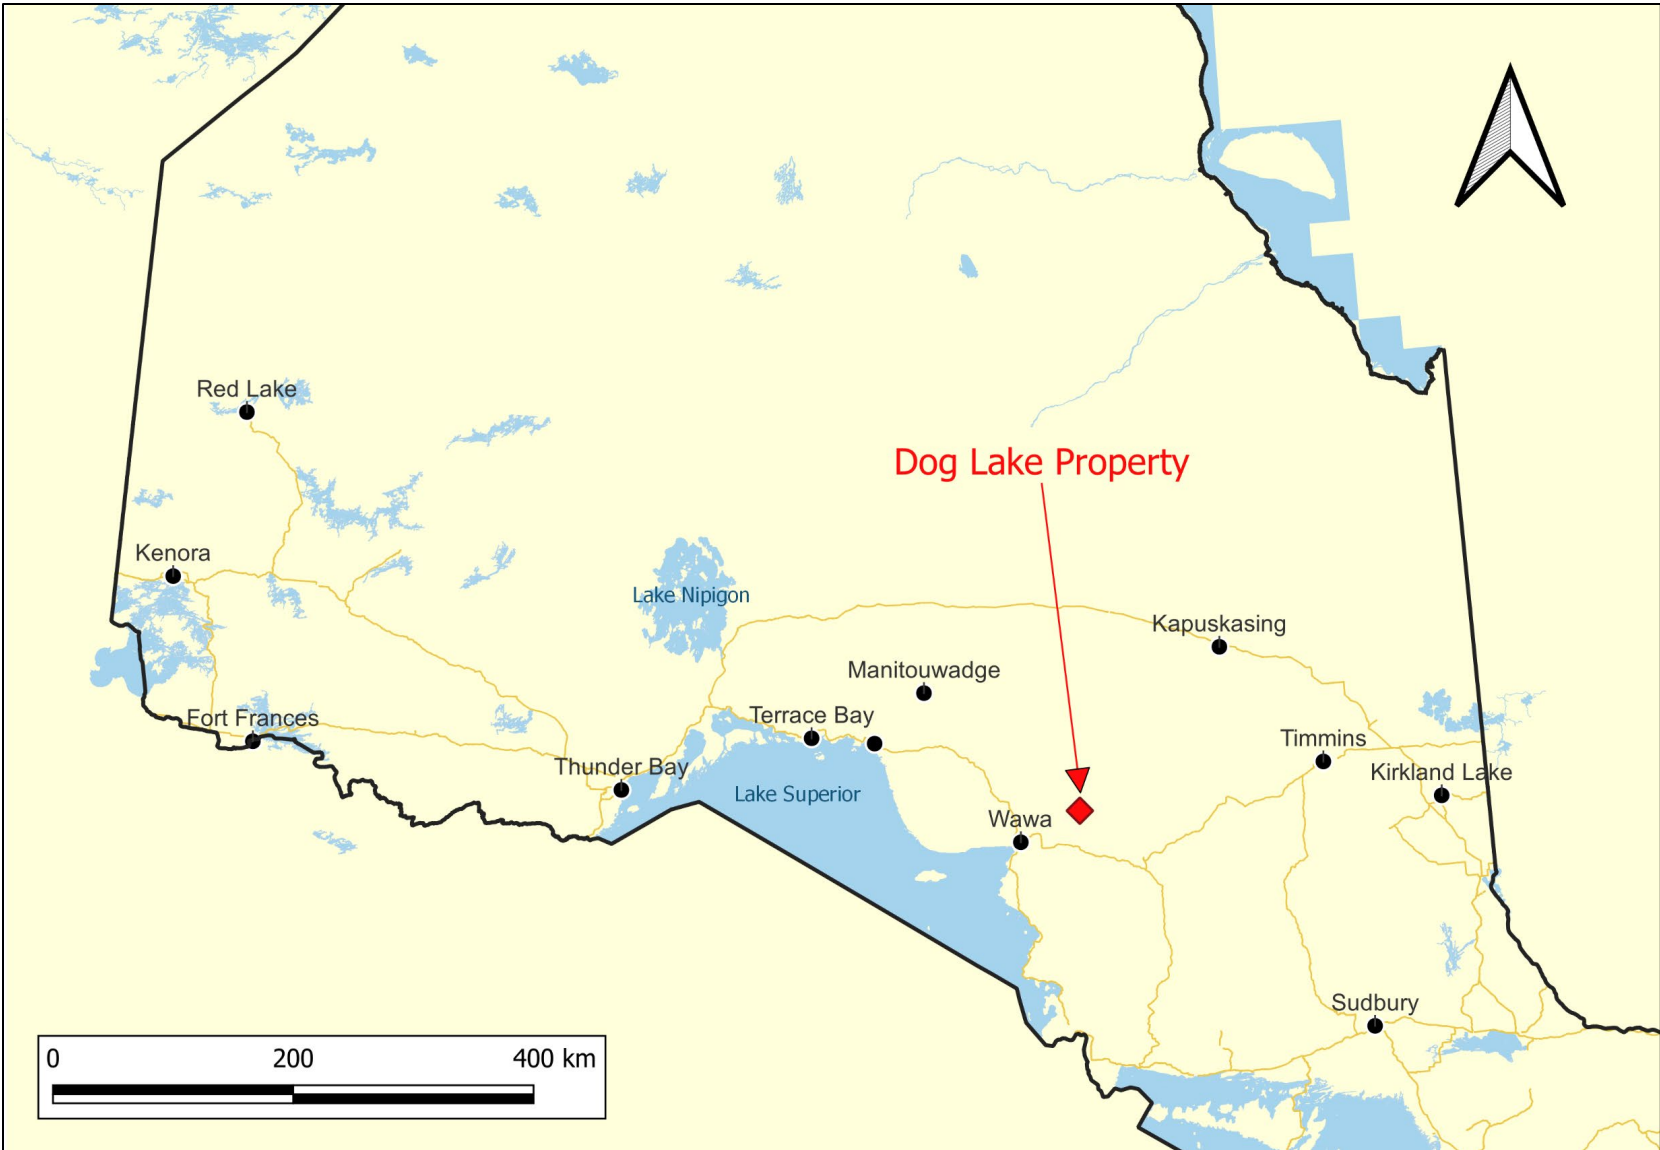 Red Lake
Dog Lake Property
Kenora
Lake Nipigon
Kapuskasing
Manitouwadge
Terrace Bay
Fort Frances
Timmins
Thunder Bay
Kirkland Lake
Lake Superior
Wawa
Sudbury
0 200 400 km